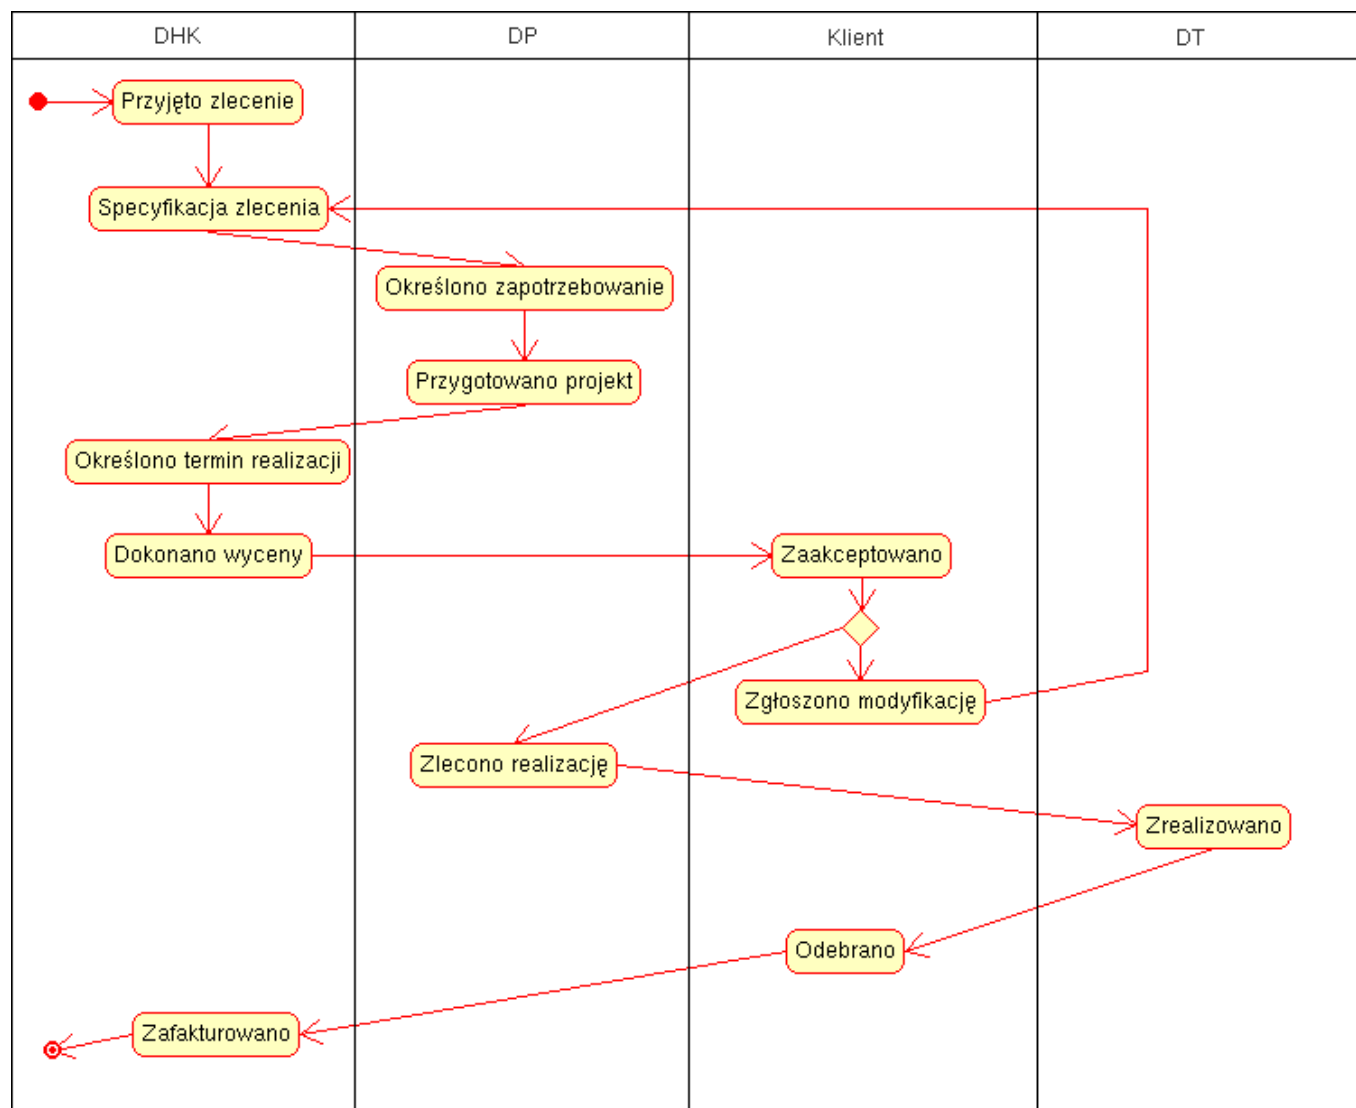 DHK
DP
Klient
DT
Przyjęto zlecenie
Specyfikacja zlecenia
Określono zapotrzebowanie
Przygotowano projekt
Określono termin realizacji
Dokonano wyceny
Zaakceptowano
Zgłoszono modyfikację
Zlecono realizację
Zrealizowano
Odebrano
Zafakturowano